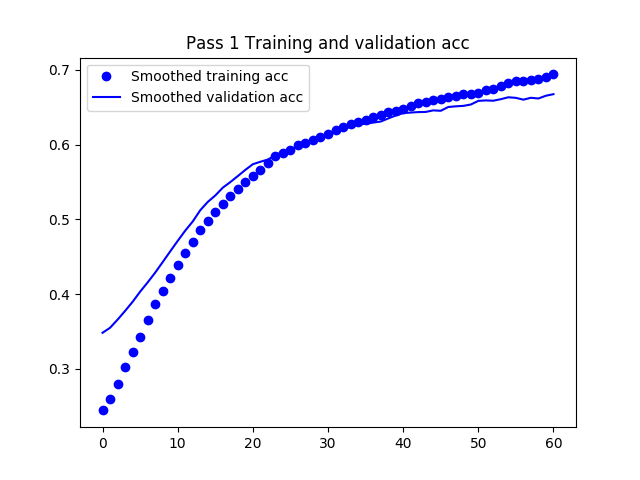 Pass 1 Training and validation acc
Smoothed training acc
Smoothed validation acc
0.7
0.6
0.5
0.4
0.3
0 10 20 30 40 50 60